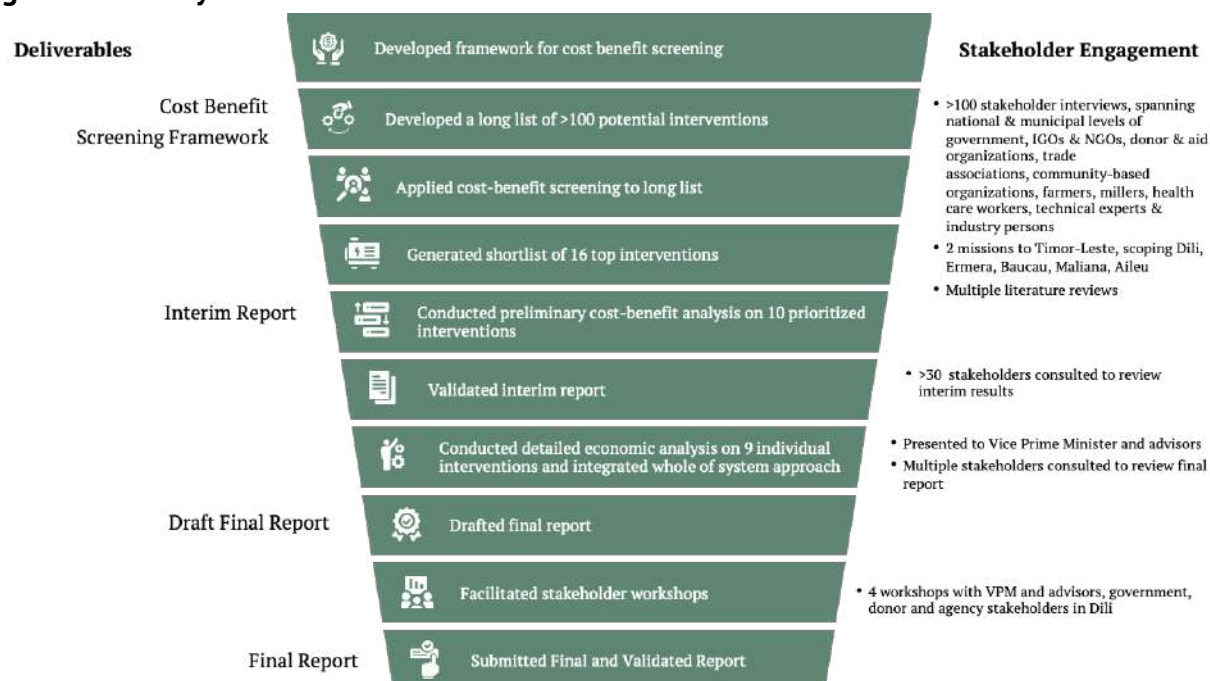 Deliverables
Stakeholder Engagement
Developed framework for cost benefit screening
Cost Benefit
Screening Framework
Developed a long list of >100 potential interventions
Applied cost-benefit screening to long list
Generated shortlist of 16 top interventions
• >100 stakeholder interviews, spanning
national & municipal levels of
government, IGOs & NGOs, donor & aid
organizations, trade
associations, community-based
organizations, farmers, millers, health
care workers, technical experts &
industry persons
• 2 missions to Timor-Leste, scoping Dili,
Ermera, Baucau, Maliana, Aileu
• Multiple literature reviews
Interim Report
Conducted preliminary cost-benefit analysis on 10 prioritized
interventions
Validated interim report
• >30 stakeholders consulted to review
interim results
Conducted detailed economic analysis on 9 individual
interventions and integrated whole of system approach
• Presented to Vice Prime Minister and advisors
• Multiple stakeholders consulted to review final
report
Draft Final Report
Drafted final report
Facilitated stakeholder workshops
• 4 workshops with VPM and advisors, government,
donor and agency stakeholders in Dili
Final Report
Submitted Final and Validated Report